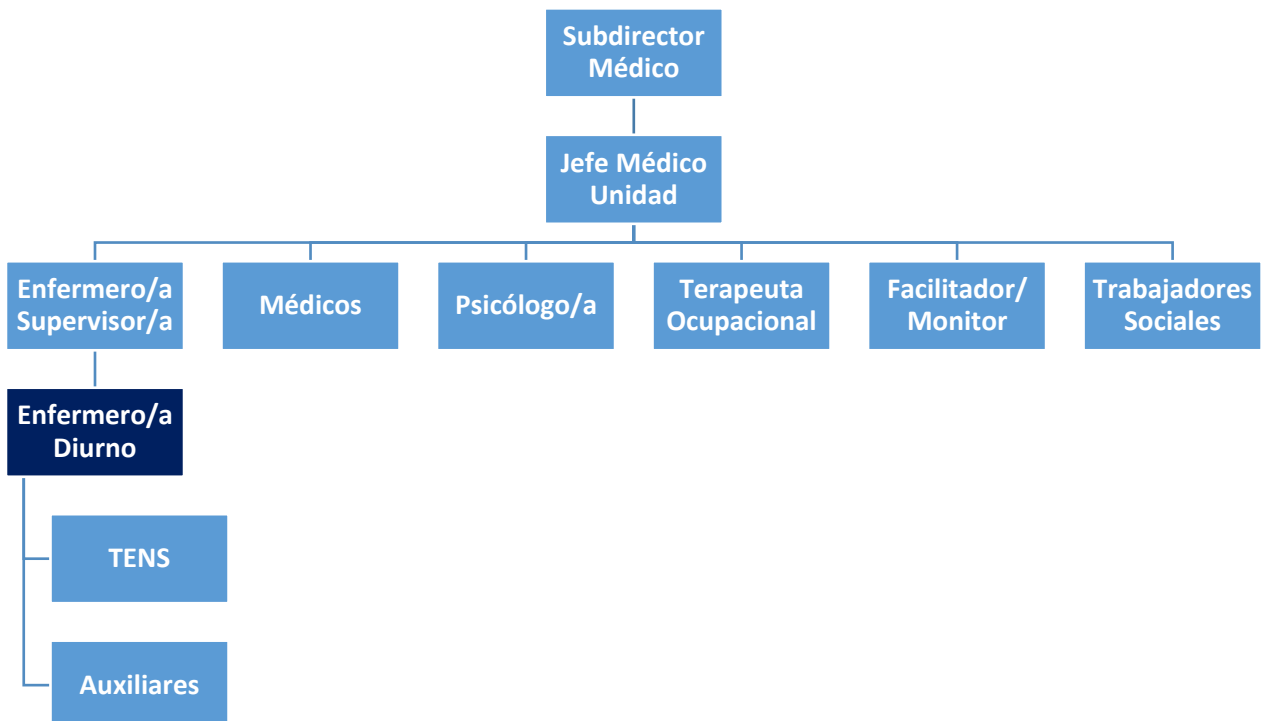 Subdirector
Médico
Jefe Médico
Unidad
Enfermero/a
Supervisor/a
Médicos
Psicólogo/a
Terapeuta
Ocupacional
Facilitador/
Monitor
Trabajadores
Sociales
Enfermero/a
Diurno
TENS
Auxiliares